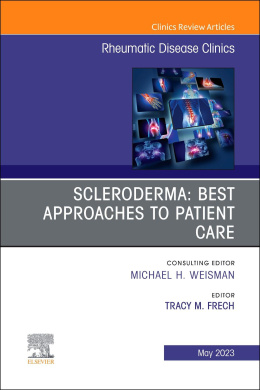 Clinics Review Articles
Rheumatic Disease Clinics
SCLERODERMA: BEST
APPROACHES TO PATIENT
CARE
CONSULTING EDITOR
MICHAEL H. WEISMAN
EDITOR
TRACY M. FRECH
ELSEVIER
May 2023